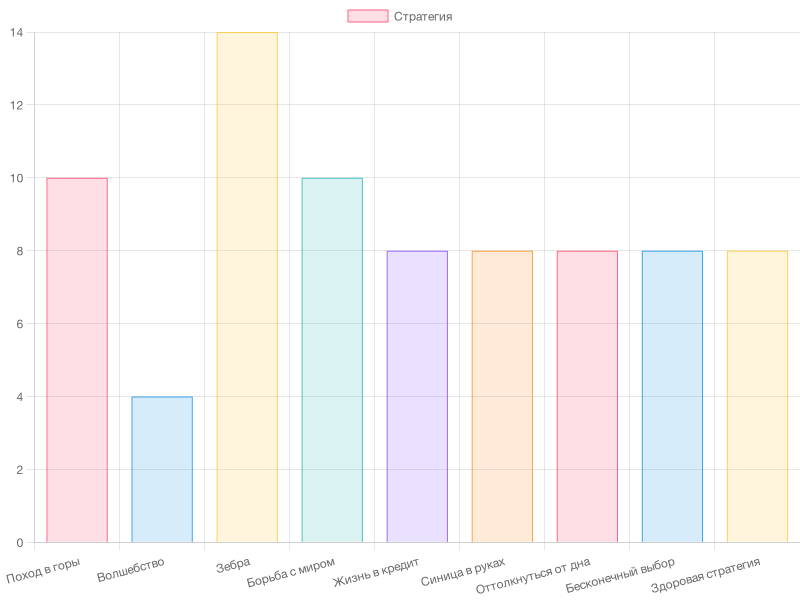 Стратегия
14
12
10
8
6
4
2
0
Поход в горы
Волшебство
Зебра
Борьба с миром
Жизнь в кредит
Синица в руках
Оттолкнуться от дна
Бесконечный выбор
Здоровая стратегия